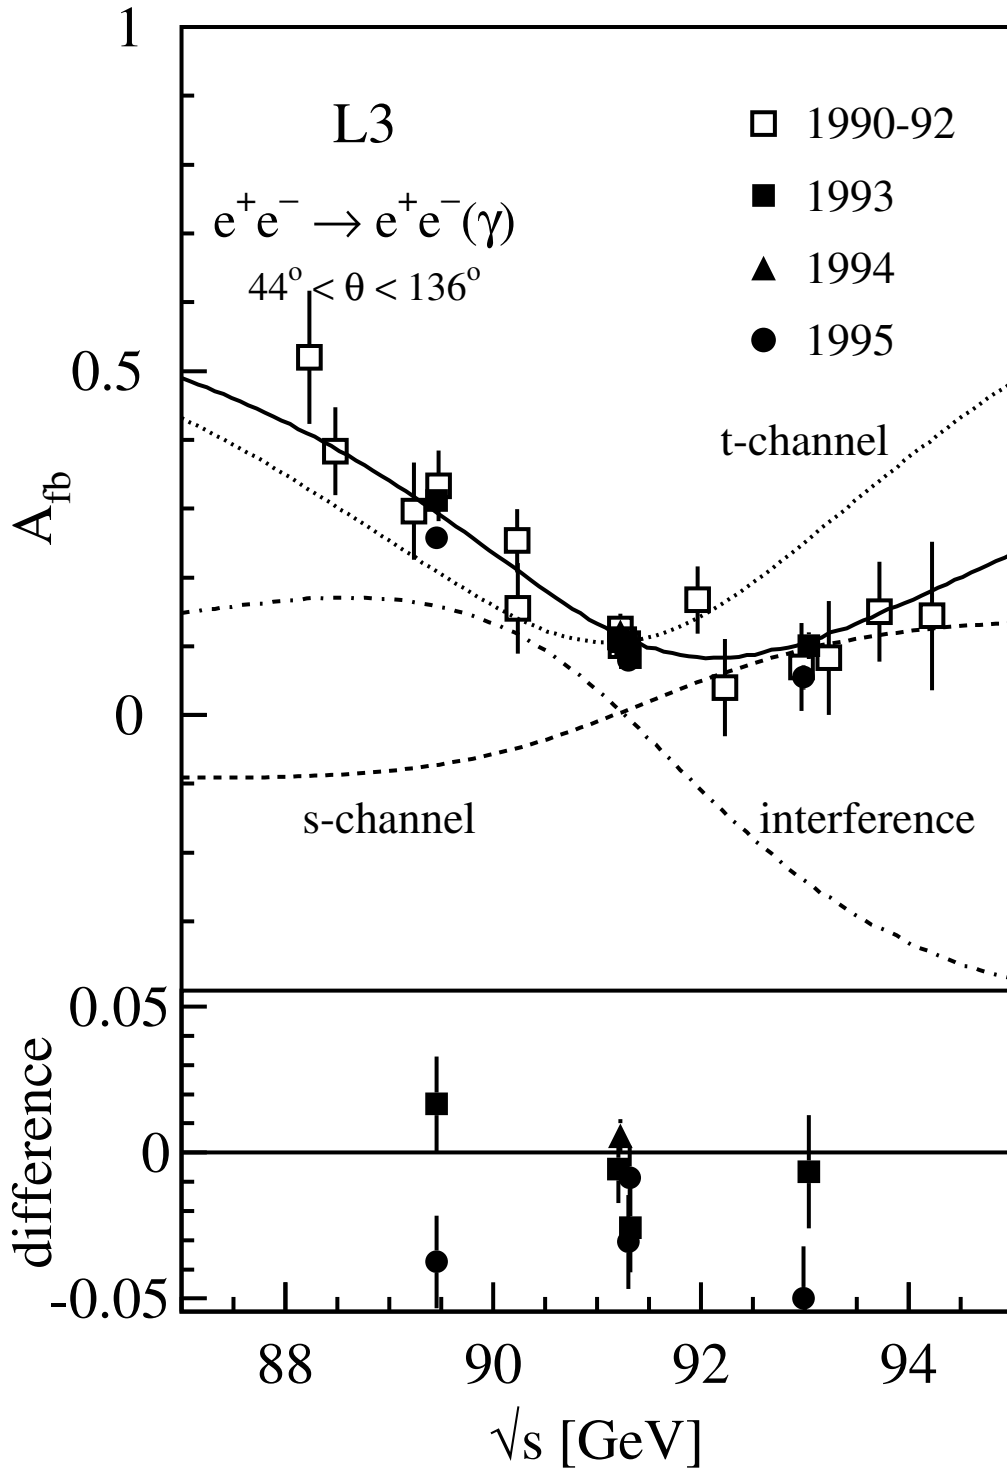 1
L3
1990-92
1993
e⁺e⁻ → e⁺e⁻(γ)
1994
44° < θ < 136°
1995
0.5
t-channel
A_fb
0
s-channel
interference
0.05
difference
0
-0.05
88 90 92 94
√s [GeV]